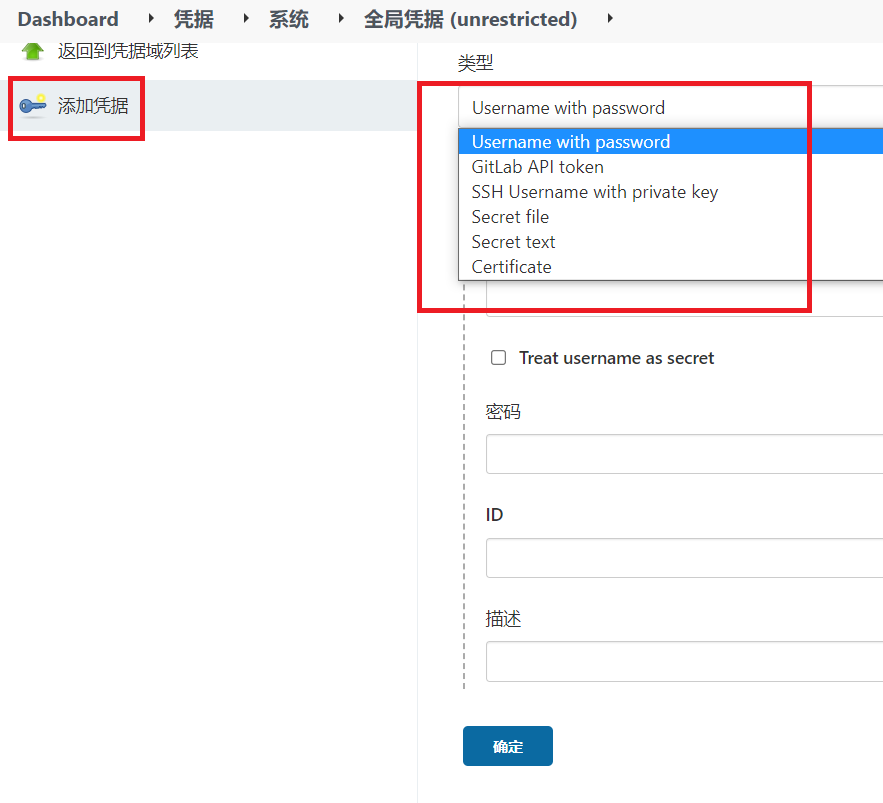 Dashboard 凭据 系统 全局凭据 (unrestricted)
返回到凭据域列表
添加凭据
类型
Username with password
Username with password
GitLab API token
SSH Username with private key
Secret file
Secret text
Certificate
Treat username as secret
密码
ID
描述
确定